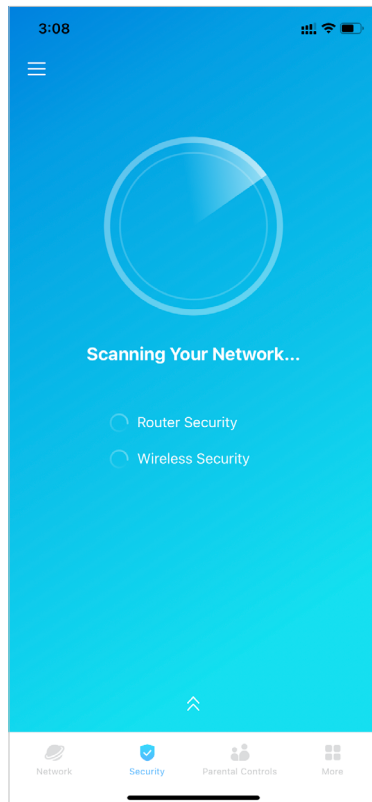 3:08
Scanning Your Network...
Router Security
Wireless Security
Network Security Parental Controls More